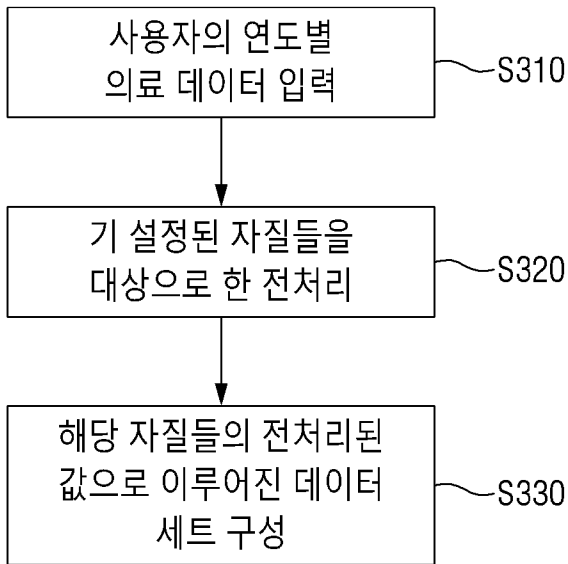 사용자의 연도별
의료 데이터 입력
S310
기 설정된 자질들을
대상으로 한 전처리
S320
해당 자질들의 전처리된
값으로 이루어진 데이터
세트 구성
S330